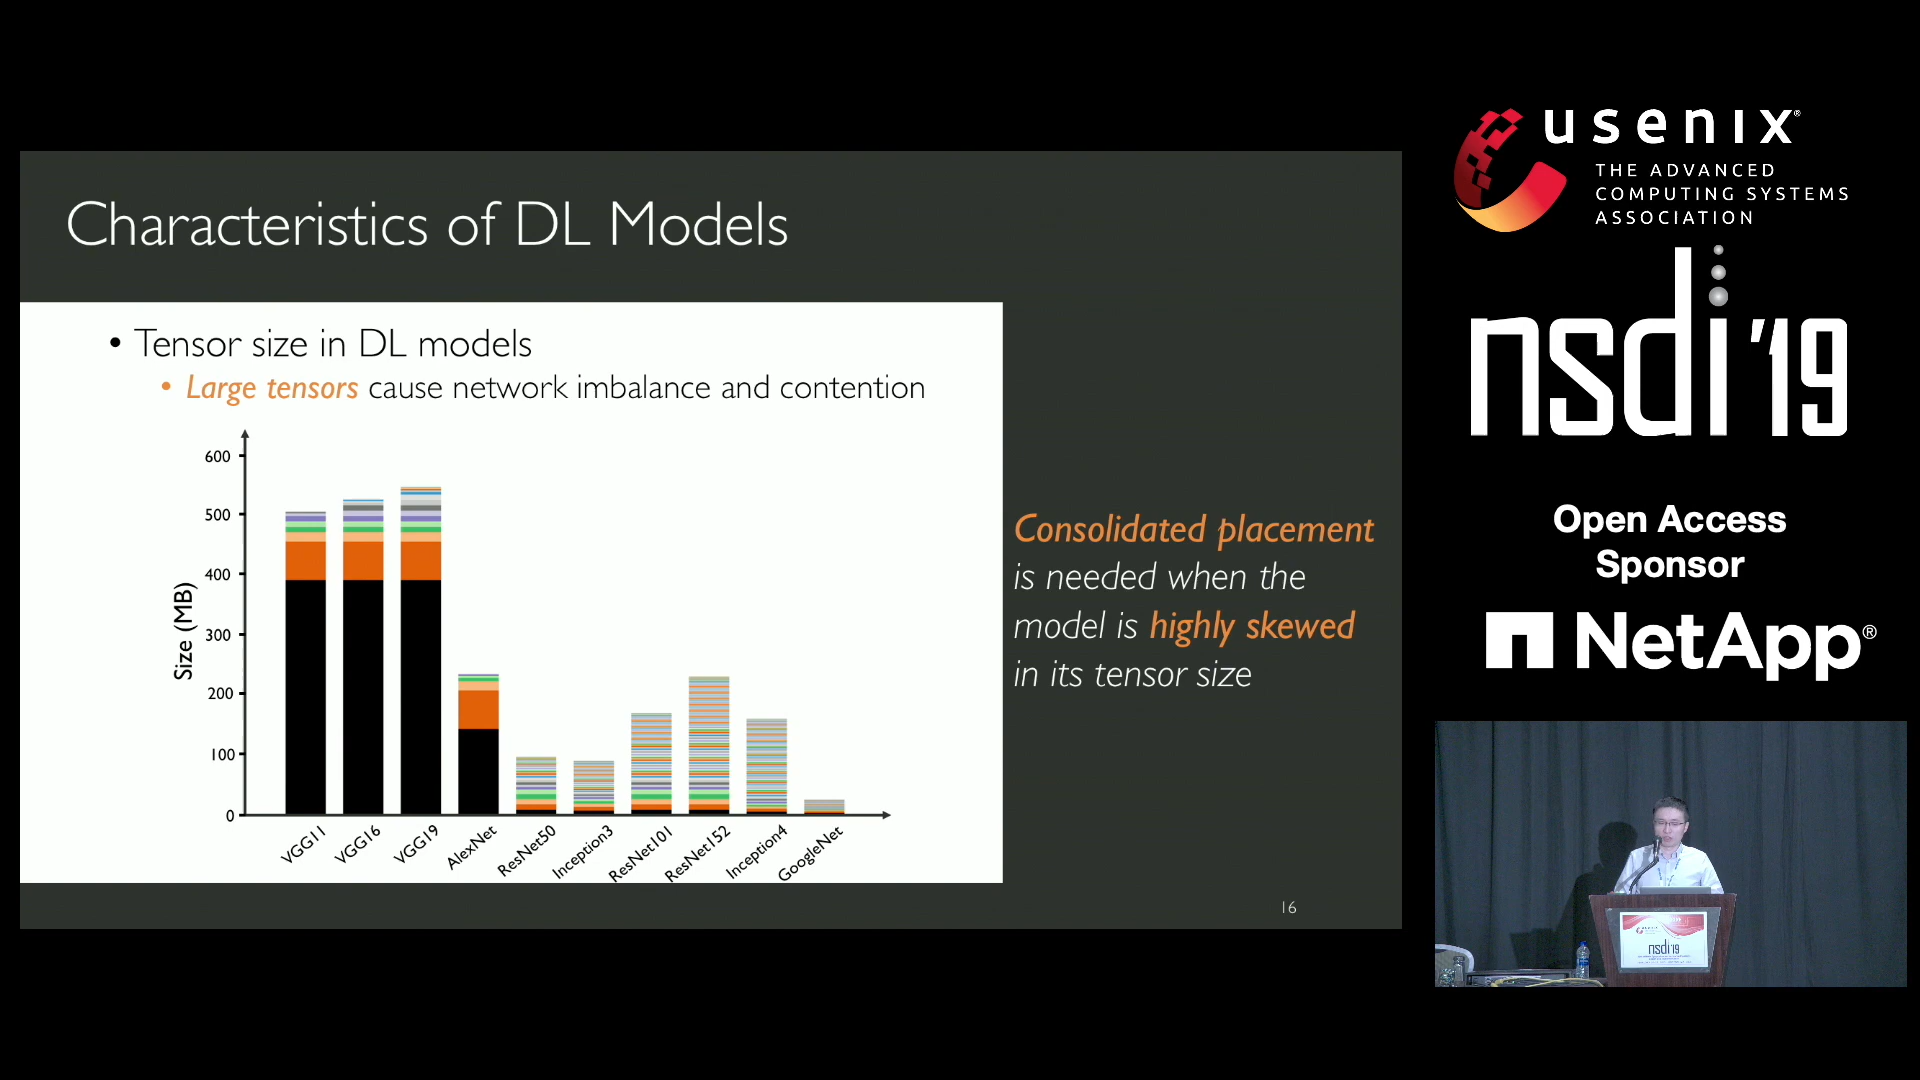 Characteristics of DL Models
• Tensor size in DL models
• Large tensors cause network imbalance and contention
Size (MB)
600
500
400
300
200
100
0
VGG11
VGG16
VGG19
AlexNet
ResNet50
Inception3
ResNet101
ResNet152
Inception4
GoogleNet
Consolidated placement
is needed when the
model is highly skewed
in its tensor size
16
usenix®
THE ADVANCED
COMPUTING SYSTEMS
ASSOCIATION
nsdi '19
Open Access
Sponsor
NetApp®
usenix
nsdi'19